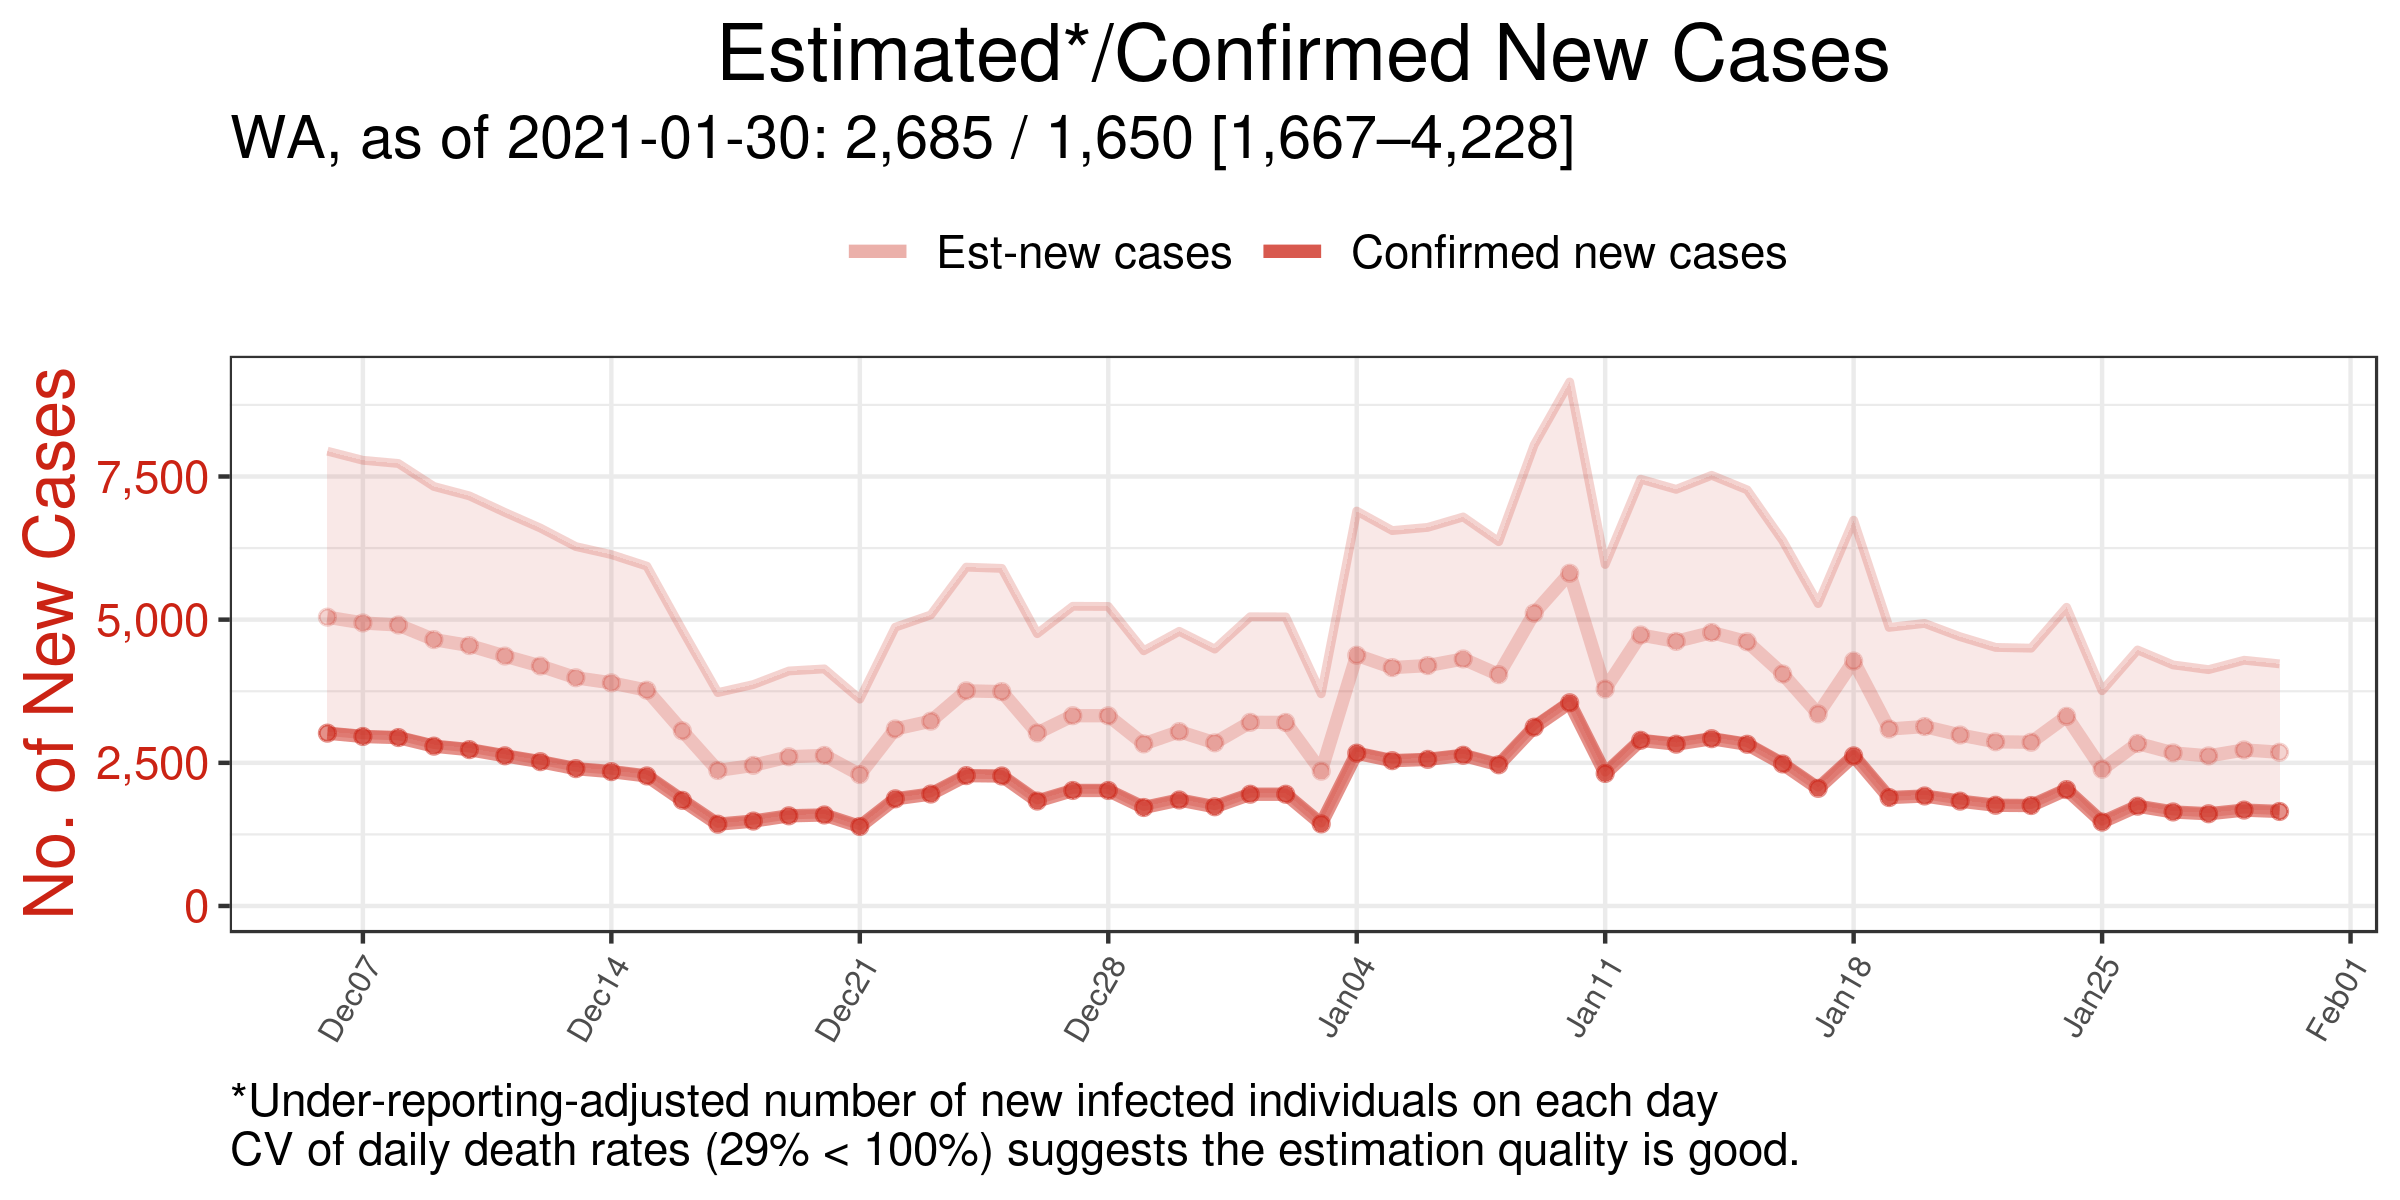 Estimated*/Confirmed New Cases
WA, as of 2021-01-30: 2,685 / 1,650 [1,667–4,228]
Est-new cases
Confirmed new cases
No. of New Cases
7,500
5,000
2,500
0
Dec07
Dec14
Dec21
Dec28
Jan04
Jan11
Jan18
Jan25
Feb01
*Under-reporting-adjusted number of new infected individuals on each day
CV of daily death rates (29% < 100%) suggests the estimation quality is good.